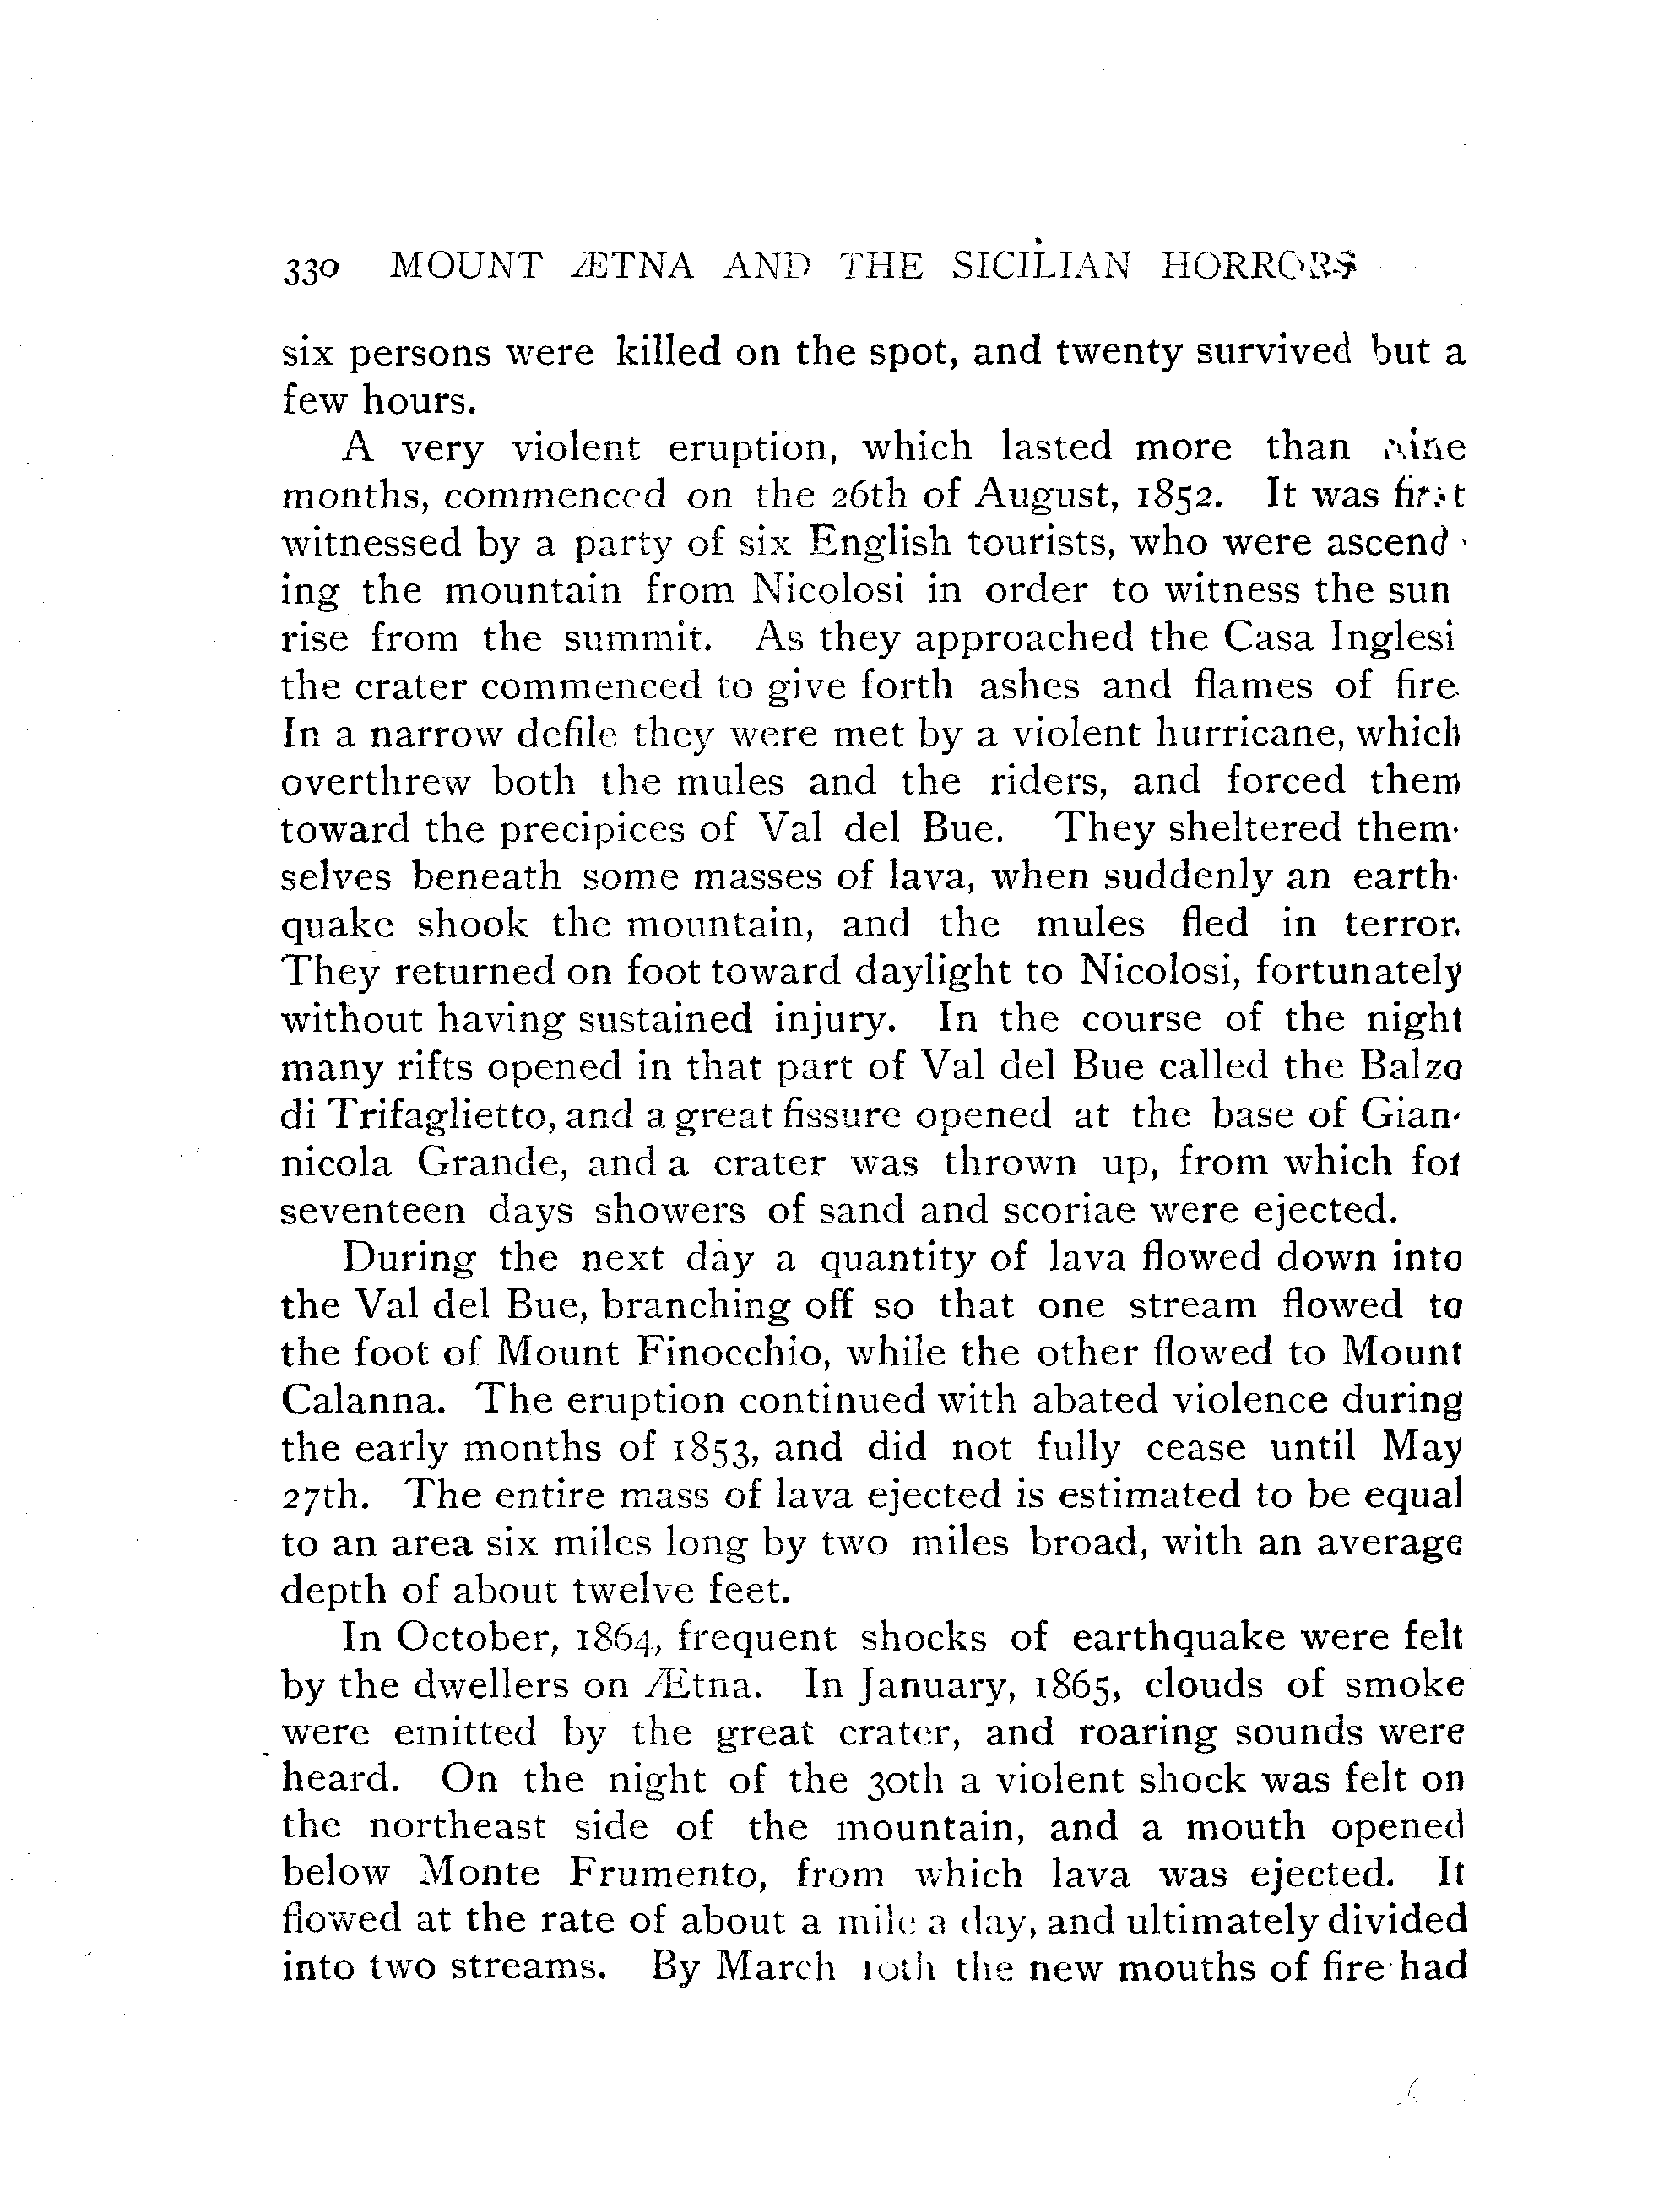 330 MOUNT ÆTNA AND THE SICILIAN HORRORS
six persons were killed on the spot, and twenty survived but a
few hours.
A very violent eruption, which lasted more than nine
months, commenced on the 26th of August, 1852. It was first
witnessed by a party of six English tourists, who were ascend-
ing the mountain from Nicolosi in order to witness the sun
rise from the summit. As they approached the Casa Inglesi
the crater commenced to give forth ashes and flames of fire.
In a narrow defile they were met by a violent hurricane, which
overthrew both the mules and the riders, and forced them
toward the precipices of Val del Bue. They sheltered them-
selves beneath some masses of lava, when suddenly an earth-
quake shook the mountain, and the mules fled in terror.
They returned on foot toward daylight to Nicolosi, fortunately
without having sustained injury. In the course of the night
many rifts opened in that part of Val del Bue called the Balzo
di Trifaglietto, and a great fissure opened at the base of Gian-
nicola Grande, and a crater was thrown up, from which for
seventeen days showers of sand and scoriae were ejected.
During the next day a quantity of lava flowed down into
the Val del Bue, branching off so that one stream flowed to
the foot of Mount Finocchio, while the other flowed to Mount
Calanna. The eruption continued with abated violence during
the early months of 1853, and did not fully cease until May
27th. The entire mass of lava ejected is estimated to be equal
to an area six miles long by two miles broad, with an average
depth of about twelve feet.
In October, 1864, frequent shocks of earthquake were felt
by the dwellers on Ætna. In January, 1865, clouds of smoke
were emitted by the great crater, and roaring sounds were
heard. On the night of the 30th a violent shock was felt on
the northeast side of the mountain, and a mouth opened
below Monte Frumento, from which lava was ejected. It
flowed at the rate of about a mile a day, and ultimately divided
into two streams. By March 10th the new mouths of fire had